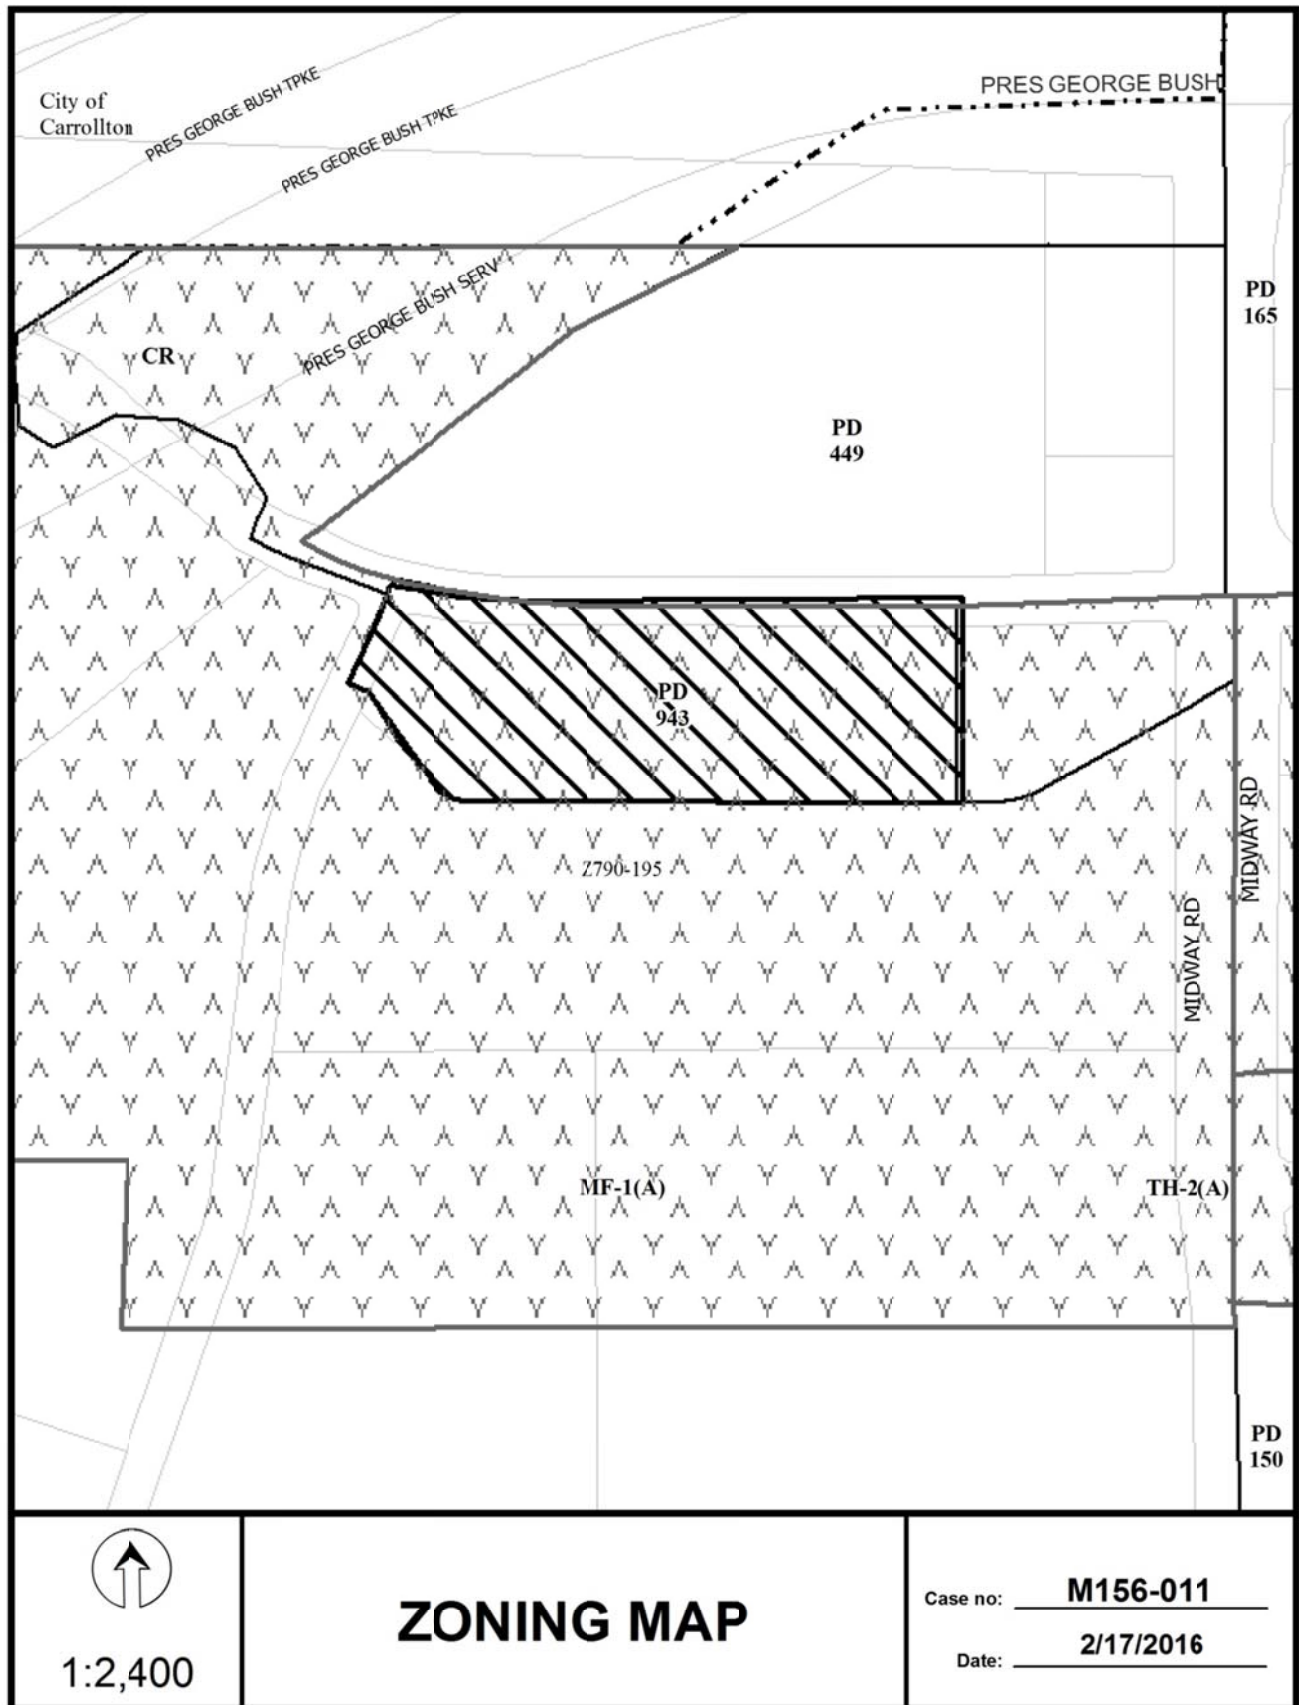 City of
Carrollton
PRES GEORGE BUSH TPKE
PRES GEORGE BUSH TPKE
PRES GEORGE BUSH
PRES GEORGE BUSH SERV
PD
165
CR
PD
449
PD
943
Z790-195
MIDWAY RD
MIDWAY RD
MF-1(A)
TH-2(A)
PD
150
1:2,400
ZONING MAP
Case no: M156-011
Date: 2/17/2016